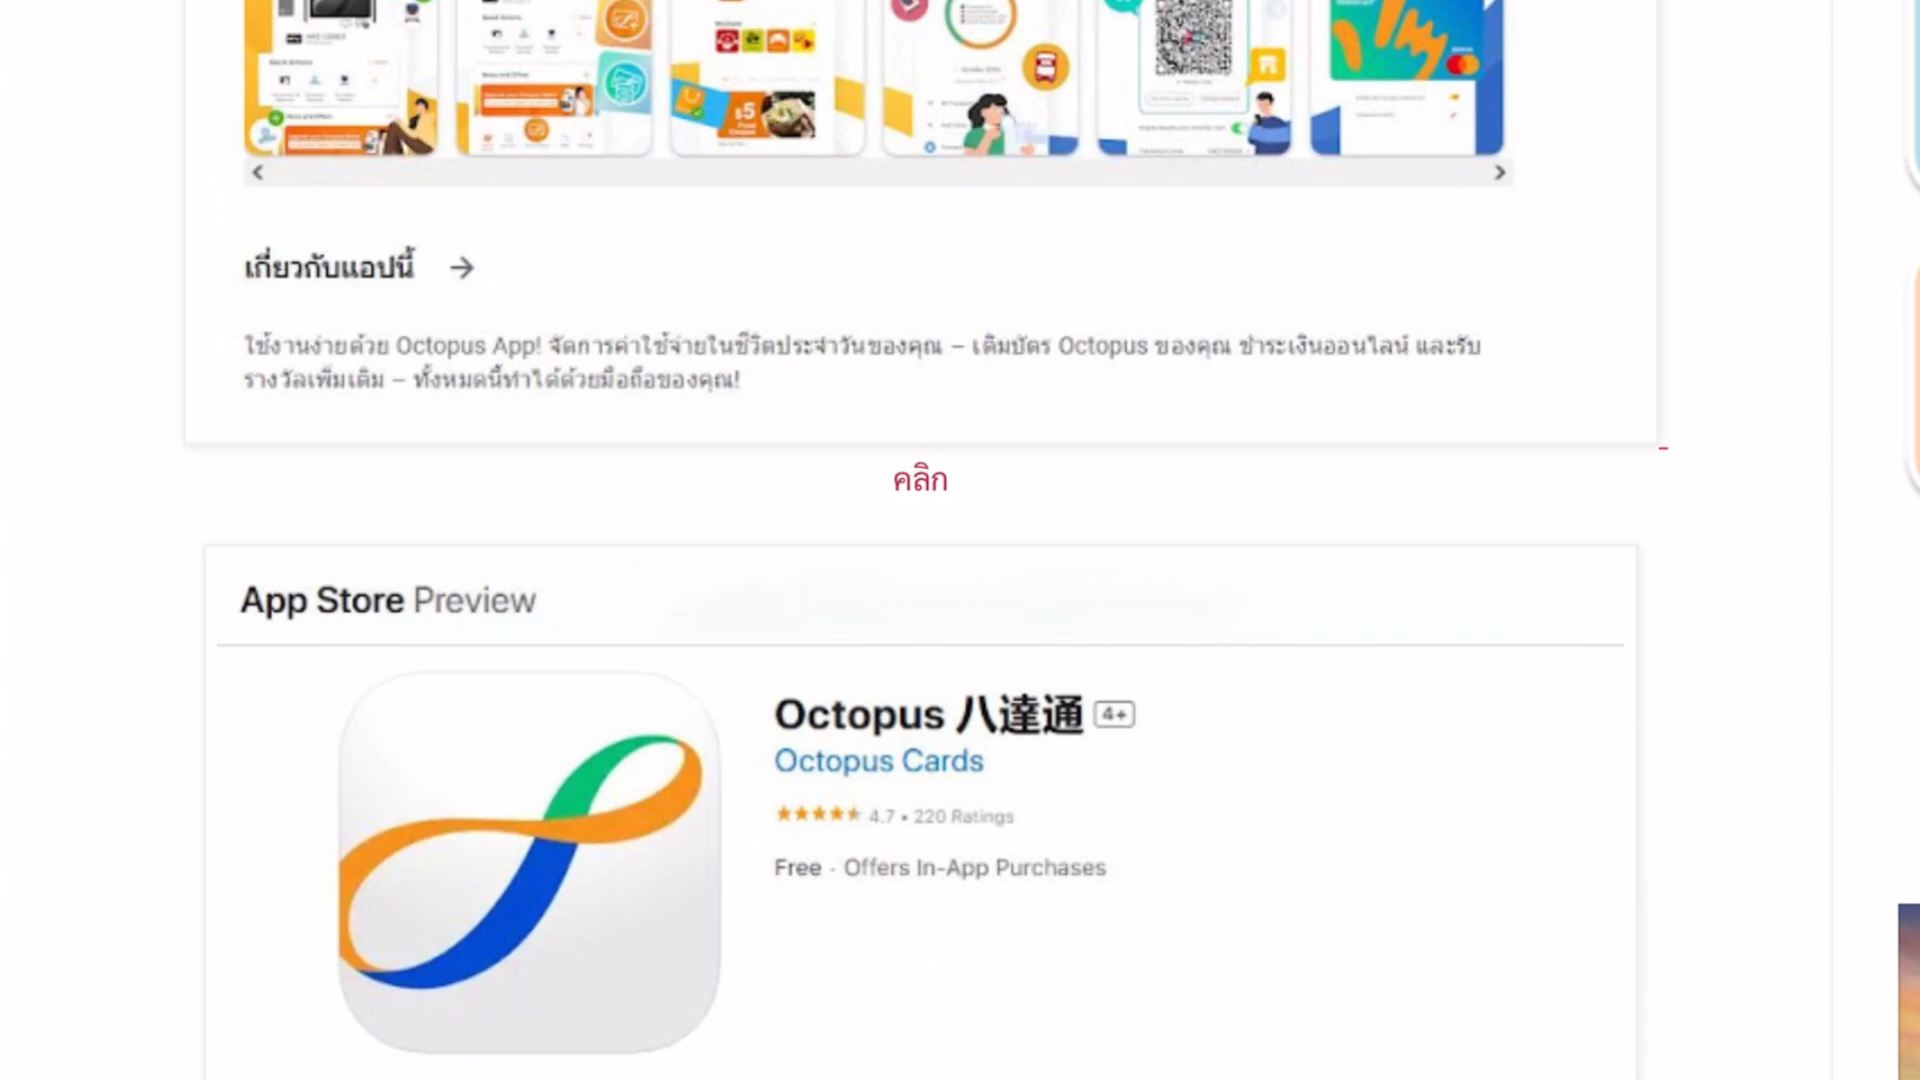 $5
เกี่ยวกับแอปนี้
ใช้งานง่ายด้วย Octopus App! จัดการค่าใช้จ่ายในชีวิตประจำวันของคุณ – เติมบัตร Octopus ของคุณ ชำระเงินออนไลน์ และรับ
รางวัลเพิ่มเติม – ทั้งหมดนี้ทำได้ด้วยมือถือของคุณ!
คลิก
App Store Preview
Octopus 八達通 4+
Octopus Cards
4.7 • 220 Ratings
Free · Offers In-App Purchases